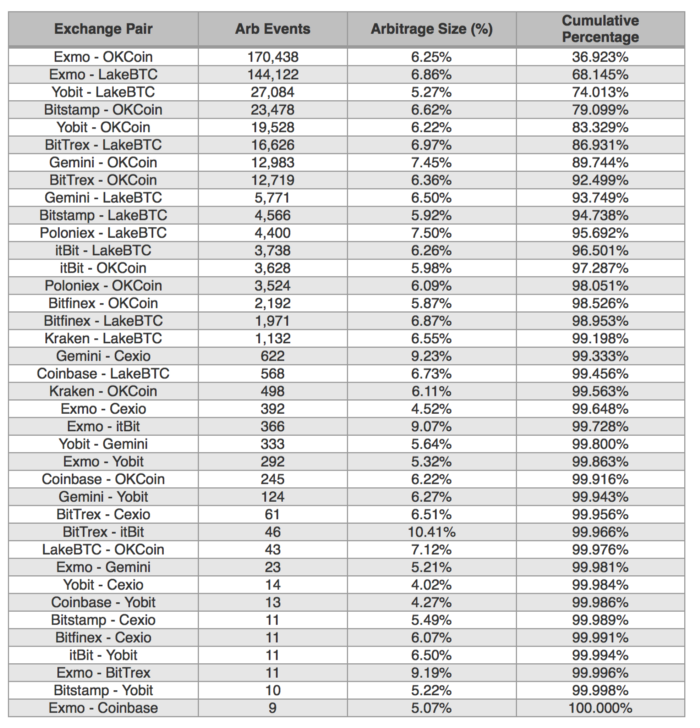 Exchange Pair Arb Events Arbitrage Size (%) Cumulative Percentage
Exmo - OKCoin 170,438 6.25% 36.923%
Exmo - LakeBTC 144,122 6.86% 68.145%
Yobit - LakeBTC 27,084 5.27% 74.013%
Bitstamp - OKCoin 23,478 6.62% 79.099%
Yobit - OKCoin 19,528 6.22% 83.329%
BitTrex - LakeBTC 16,626 6.97% 86.931%
Gemini - OKCoin 12,983 7.45% 89.744%
BitTrex - OKCoin 12,719 6.36% 92.499%
Gemini - LakeBTC 5,771 6.50% 93.749%
Bitstamp - LakeBTC 4,566 5.92% 94.738%
Poloniex - LakeBTC 4,400 7.50% 95.692%
itBit - LakeBTC 3,738 6.26% 96.501%
itBit - OKCoin 3,628 5.98% 97.287%
Poloniex - OKCoin 3,524 6.09% 98.051%
Bitfinex - OKCoin 2,192 5.87% 98.526%
Bitfinex - LakeBTC 1,971 6.87% 98.953%
Kraken - LakeBTC 1,132 6.55% 99.198%
Gemini - Cexio 622 9.23% 99.333%
Coinbase - LakeBTC 568 6.73% 99.456%
Kraken - OKCoin 498 6.11% 99.563%
Exmo - Cexio 392 4.52% 99.648%
Exmo - itBit 366 9.07% 99.728%
Yobit - Gemini 333 5.64% 99.800%
Exmo - Yobit 292 5.32% 99.863%
Coinbase - OKCoin 245 6.22% 99.916%
Gemini - Yobit 124 6.27% 99.943%
BitTrex - Cexio 61 6.51% 99.956%
BitTrex - itBit 46 10.41% 99.966%
LakeBTC - OKCoin 43 7.12% 99.976%
Exmo - Gemini 23 5.21% 99.981%
Yobit - Cexio 14 4.02% 99.984%
Coinbase - Yobit 13 4.27% 99.986%
Bitstamp - Cexio 11 5.49% 99.989%
Bitfinex - Cexio 11 6.07% 99.991%
itBit - Yobit 11 6.50% 99.994%
Exmo - BitTrex 11 9.19% 99.996%
Bitstamp - Yobit 10 5.22% 99.998%
Exmo - Coinbase 9 5.07% 100.000%